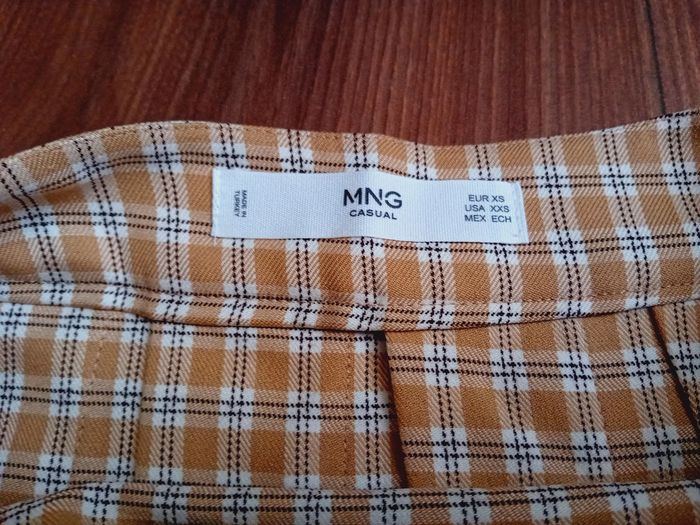 MADE IN
TURKEY
MNG
CASUAL
EUR XS
USA XXS
MEX ECH